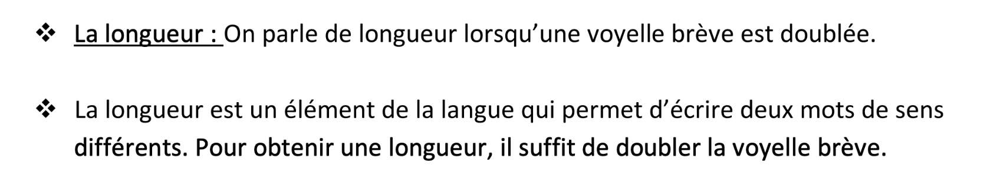 ❖ La longueur : On parle de longueur lorsqu’une voyelle brève est doublée.
❖ La longueur est un élément de la langue qui permet d’écrire deux mots de sens
différents. Pour obtenir une longueur, il suffit de doubler la voyelle brève.